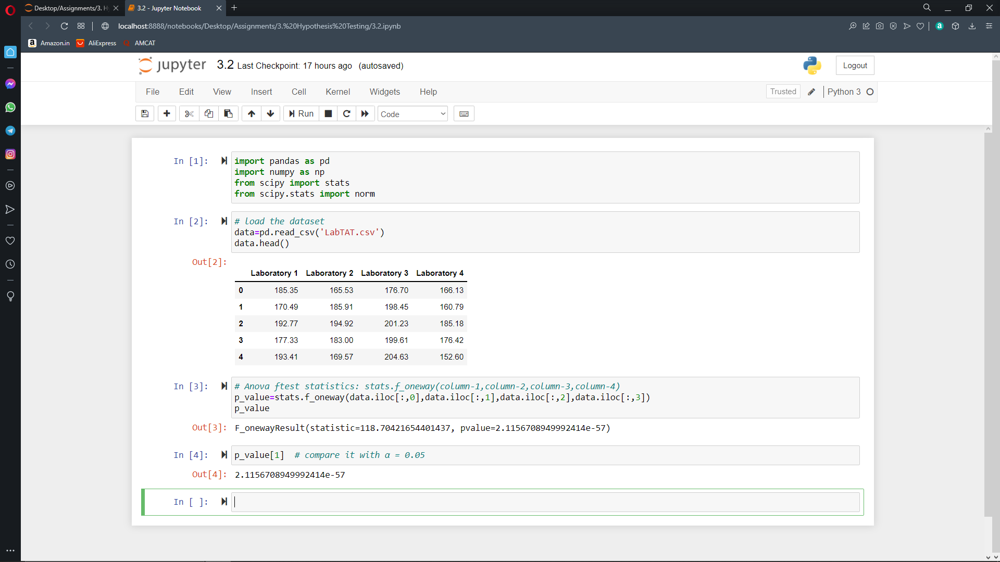 Desktop/Assignments/3. H
3.2 - Jupyter Notebook
localhost:8888/notebooks/Desktop/Assignments/3.%20Hypothesis%20Testing/3.2.ipynb
Amazon.in AliExpress AMCAT
jupyter 3.2 Last Checkpoint: 17 hours ago (autosaved) Logout
File Edit View Insert Cell Kernel Widgets Help Trusted Python 3
Run Code
In [1]: import pandas as pd
import numpy as np
from scipy import stats
from scipy.stats import norm
In [2]: # load the dataset
data=pd.read_csv('LabTAT.csv')
data.head()
Out[2]:
Laboratory 1 Laboratory 2 Laboratory 3 Laboratory 4
0 185.35 165.53 176.70 166.13
1 170.49 185.91 198.45 160.79
2 192.77 194.92 201.23 185.18
3 177.33 183.00 199.61 176.42
4 193.41 169.57 204.63 152.60
In [3]: # Anova ftest statistics: stats.f_oneway(column-1,column-2,column-3,column-4)
p_value=stats.f_oneway(data.iloc[:,0],data.iloc[:,1],data.iloc[:,2],data.iloc[:,3])
p_value
Out[3]: F_onewayResult(statistic=118.70421654401437, pvalue=2.1156708949992414e-57)
In [4]: p_value[1] # compare it with α = 0.05
Out[4]: 2.1156708949992414e-57
In [ ]: